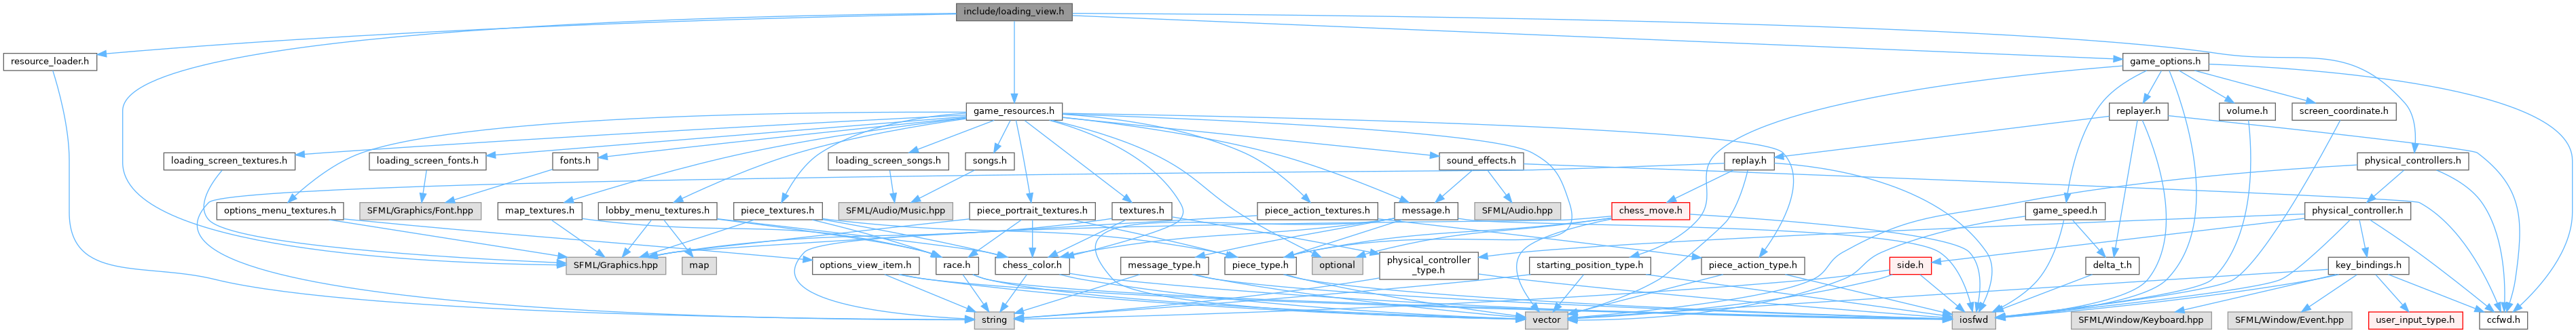 include/loading_view.h
resource_loader.h
game_options.h
game_resources.h
replayer.h
volume.h
screen_coordinate.h
loading_screen_textures.h
loading_screen_fonts.h
fonts.h
loading_screen_songs.h
songs.h
sound_effects.h
replay.h
physical_controllers.h
options_menu_textures.h
SFML/Graphics/Font.hpp
map_textures.h
lobby_menu_textures.h
piece_textures.h
SFML/Audio/Music.hpp
piece_portrait_textures.h
textures.h
piece_action_textures.h
message.h
SFML/Audio.hpp
chess_move.h
game_speed.h
physical_controller.h
SFML/Graphics.hpp
map
options_view_item.h
race.h
chess_color.h
message_type.h
piece_type.h
optional
physical_controller
_type.h
starting_position_type.h
piece_action_type.h
side.h
delta_t.h
key_bindings.h
string
vector
iosfwd
SFML/Window/Keyboard.hpp
SFML/Window/Event.hpp
user_input_type.h
ccfwd.h